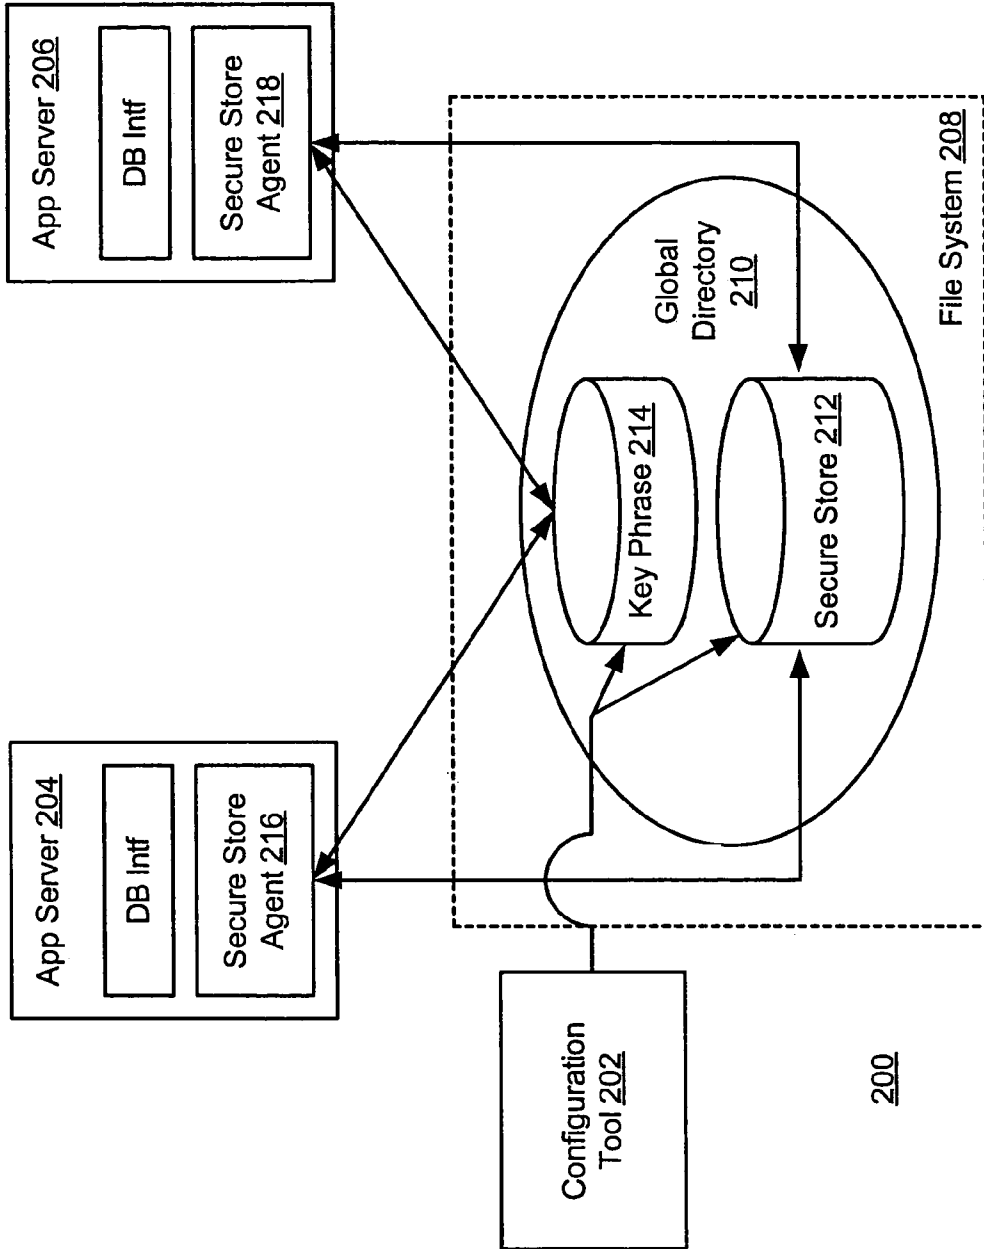 App Server 204
DB Intf
Secure Store
Agent 216
App Server 206
DB Intf
Secure Store
Agent 218
Configuration
Tool 202
Key Phrase 214
Secure Store 212
Global
Directory
210
File System 208
200